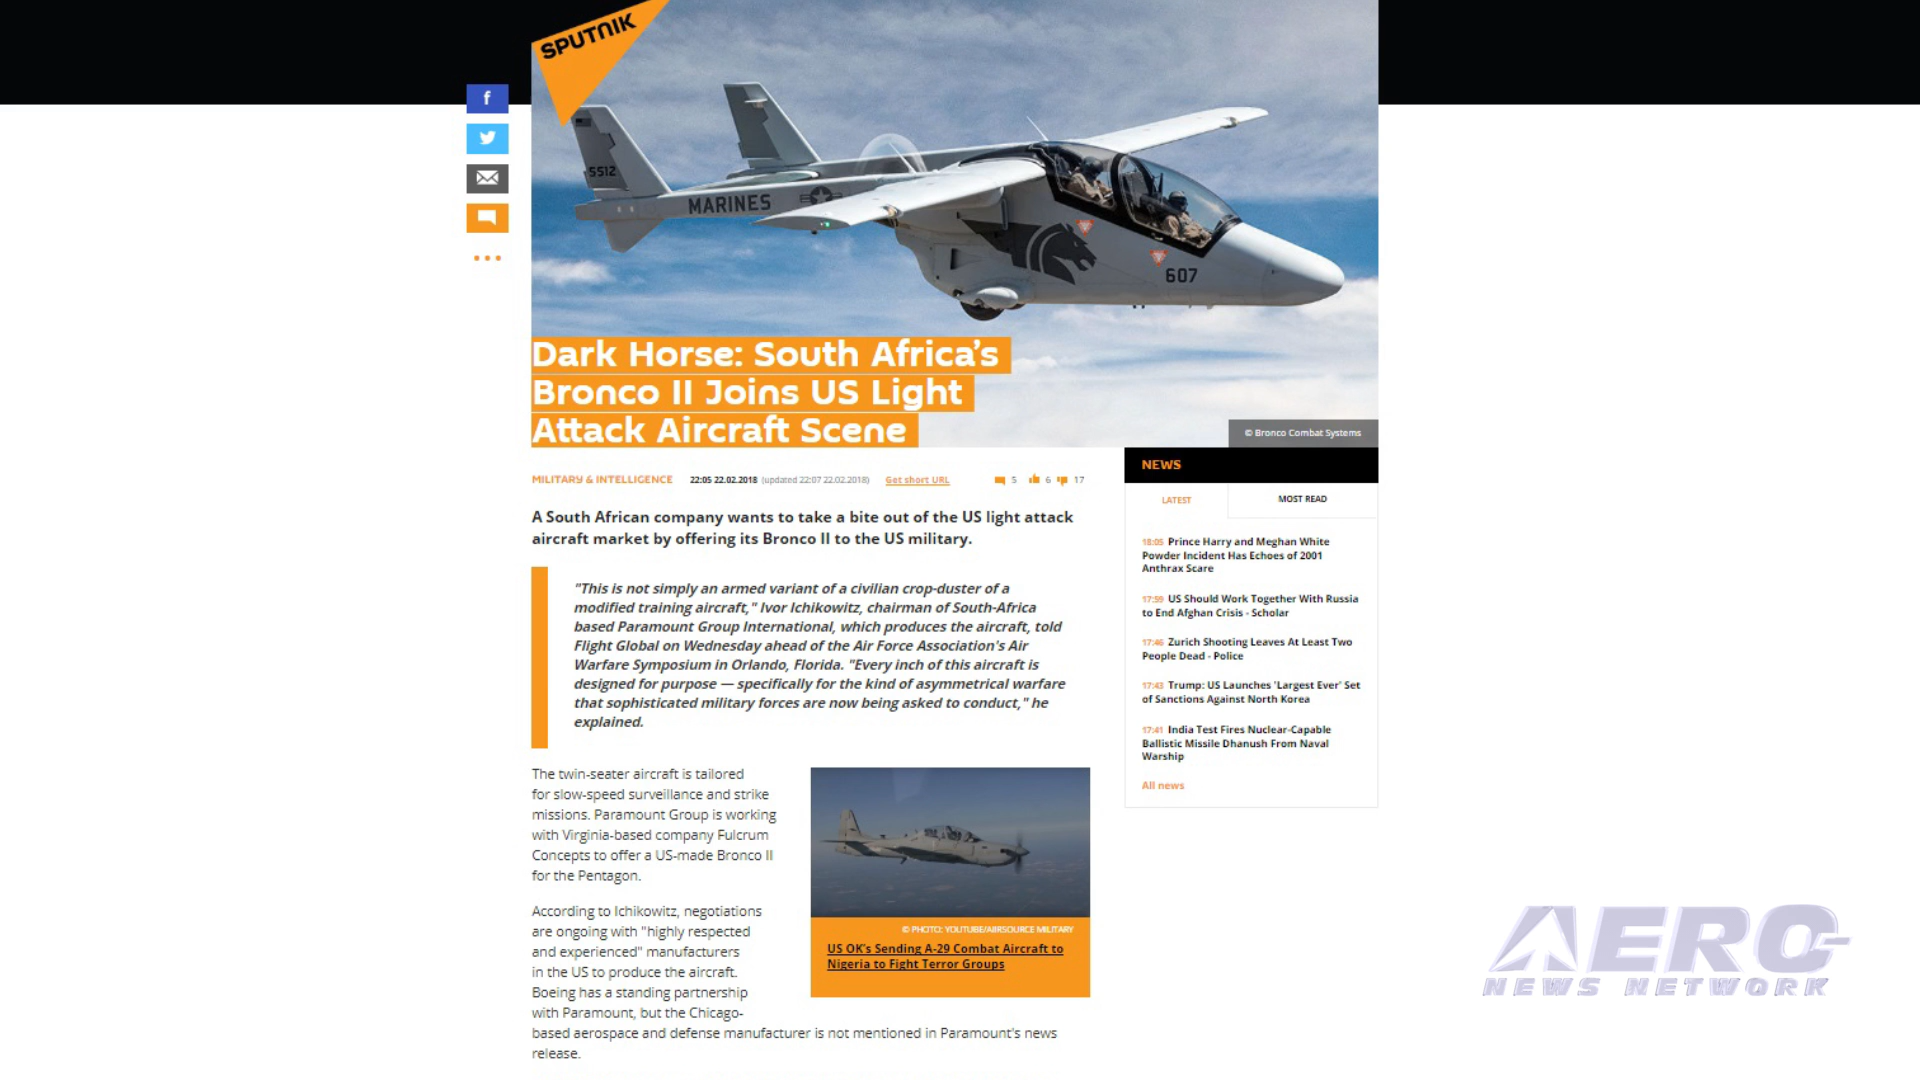 SPUTNIK
f
5512
MARINES
607
Dark Horse: South Africa's
Bronco II Joins US Light
Attack Aircraft Scene
© Bronco Combat Systems
MILITARY & INTELLIGENCE 22:05 22.02.2018 (updated 22:07 22.02.2018) Get short URL 5 6 17
A South African company wants to take a bite out of the US light attack
aircraft market by offering its Bronco II to the US military.
"This is not simply an armed variant of a civilian crop-duster of a
modified training aircraft," Ivor Ichikowitz, chairman of South-Africa
based Paramount Group International, which produces the aircraft, told
Flight Global on Wednesday ahead of the Air Force Association's Air
Warfare Symposium in Orlando, Florida. "Every inch of this aircraft is
designed for purpose — specifically for the kind of asymmetrical warfare
that sophisticated military forces are now being asked to conduct," he
explained.
The twin-seater aircraft is tailored
for slow-speed surveillance and strike
missions. Paramount Group is working
with Virginia-based company Fulcrum
Concepts to offer a US-made Bronco II
for the Pentagon.
According to Ichikowitz, negotiations
are ongoing with "highly respected
and experienced" manufacturers
in the US to produce the aircraft.
Boeing has a standing partnership
with Paramount, but the Chicago-
based aerospace and defense manufacturer is not mentioned in Paramount's news
release.
© PHOTO: YOUTUBE/AIIRSOURCE MILITARY
US OK's Sending A-29 Combat Aircraft to
Nigeria to Fight Terror Groups
NEWS
LATEST MOST READ
18:05 Prince Harry and Meghan White
Powder Incident Has Echoes of 2001
Anthrax Scare
17:59 US Should Work Together With Russia
to End Afghan Crisis - Scholar
17:46 Zurich Shooting Leaves At Least Two
People Dead - Police
17:43 Trump: US Launches 'Largest Ever' Set
of Sanctions Against North Korea
17:41 India Test Fires Nuclear-Capable
Ballistic Missile Dhanush From Naval
Warship
All news
AERO-
NEWS NETWORK